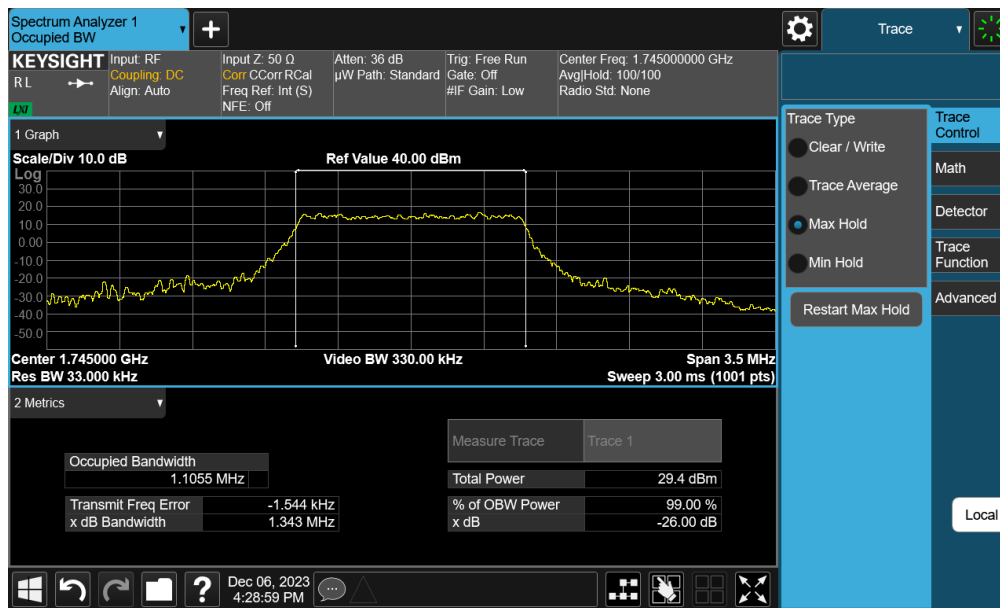 Spectrum Analyzer 1
Occupied BW
Trace
KEYSIGHT
R L
LXI
Input: RF
Coupling: DC
Align: Auto
Input Z: 50 Ω
Corr CCorr RCal
Freq Ref: Int (S)
NFE: Off
Atten: 36 dB
µW Path: Standard
Trig: Free Run
Gate: Off
#IF Gain: Low
Center Freq: 1.745000000 GHz
Avg|Hold: 100/100
Radio Std: None
1 Graph
Scale/Div 10.0 dB
Ref Value 40.00 dBm
Log
30.0
20.0
10.0
0.00
-10.0
-20.0
-30.0
-40.0
-50.0
Center 1.745000 GHz
Video BW 330.00 kHz
Span 3.5 MHz
Res BW 33.000 kHz
Sweep 3.00 ms (1001 pts)
2 Metrics
Measure Trace
Trace 1
Occupied Bandwidth
1.1055 MHz
Total Power
29.4 dBm
Transmit Freq Error
-1.544 kHz
% of OBW Power
99.00 %
x dB Bandwidth
1.343 MHz
x dB
-26.00 dB
Trace Type
Clear / Write
Trace Average
Max Hold
Min Hold
Restart Max Hold
Trace
Control
Math
Detector
Trace
Function
Advanced
Local
?
Dec 06, 2023
4:28:59 PM